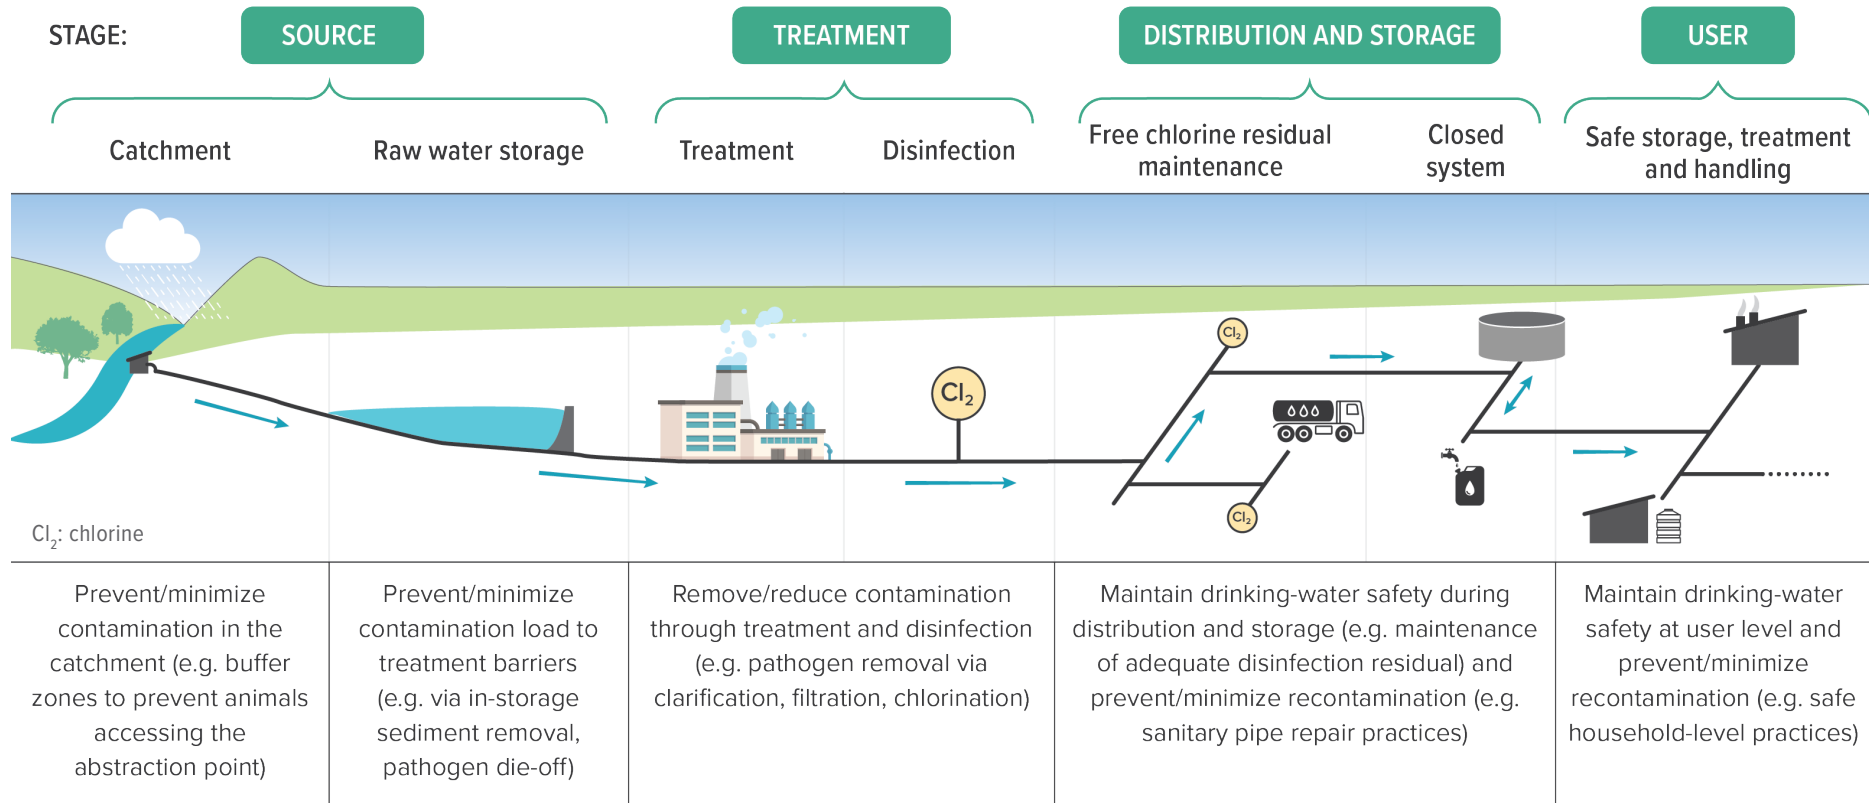 STAGE:
SOURCE
TREATMENT
DISTRIBUTION AND STORAGE
USER
Catchment
Raw water storage
Treatment
Disinfection
Free chlorine residual
maintenance
Closed
system
Safe storage, treatment
and handling
Cl₂
Cl₂
Cl₂
Cl₂: chlorine
Prevent/minimize
contamination in the
catchment (e.g. buffer
zones to prevent animals
accessing the
abstraction point)
Prevent/minimize
contamination load to
treatment barriers
(e.g. via in-storage
sediment removal,
pathogen die-off)
Remove/reduce contamination
through treatment and disinfection
(e.g. pathogen removal via
clarification, filtration, chlorination)
Maintain drinking-water safety during
distribution and storage (e.g. maintenance
of adequate disinfection residual) and
prevent/minimize recontamination (e.g.
sanitary pipe repair practices)
Maintain drinking-water
safety at user level and
prevent/minimize
recontamination (e.g. safe
household-level practices)